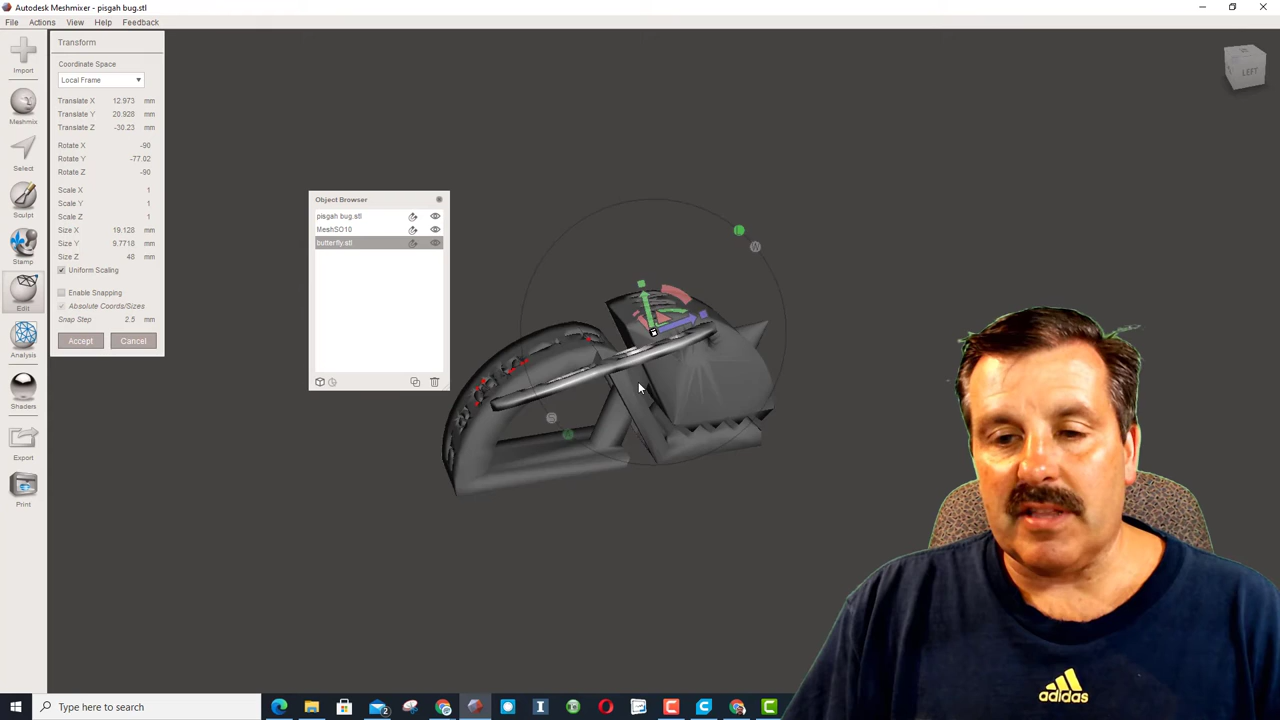 Autodesk Meshmixer - pisgah bug.stl
File Actions View Help Feedback
Import
Meshmix
Select
Sculpt
Stamp
Edit
Analysis
Shaders
Export
Print
Transform
Coordinate Space
Local Frame
Translate X 12.973 mm
Translate Y 20.928 mm
Translate Z -30.23 mm
Rotate X -90
Rotate Y -77.02
Rotate Z -90
Scale X 1
Scale Y 1
Scale Z 1
Size X 19.128 mm
Size Y 9.7718 mm
Size Z 48 mm
Uniform Scaling
Enable Snapping
Absolute Coords/Sizes
Snap Step 2.5 mm
Accept Cancel
Object Browser
pisgah bug.stl
MeshSO10
butterfly.stl
W
S
LEFT
adidas
Type here to search
2